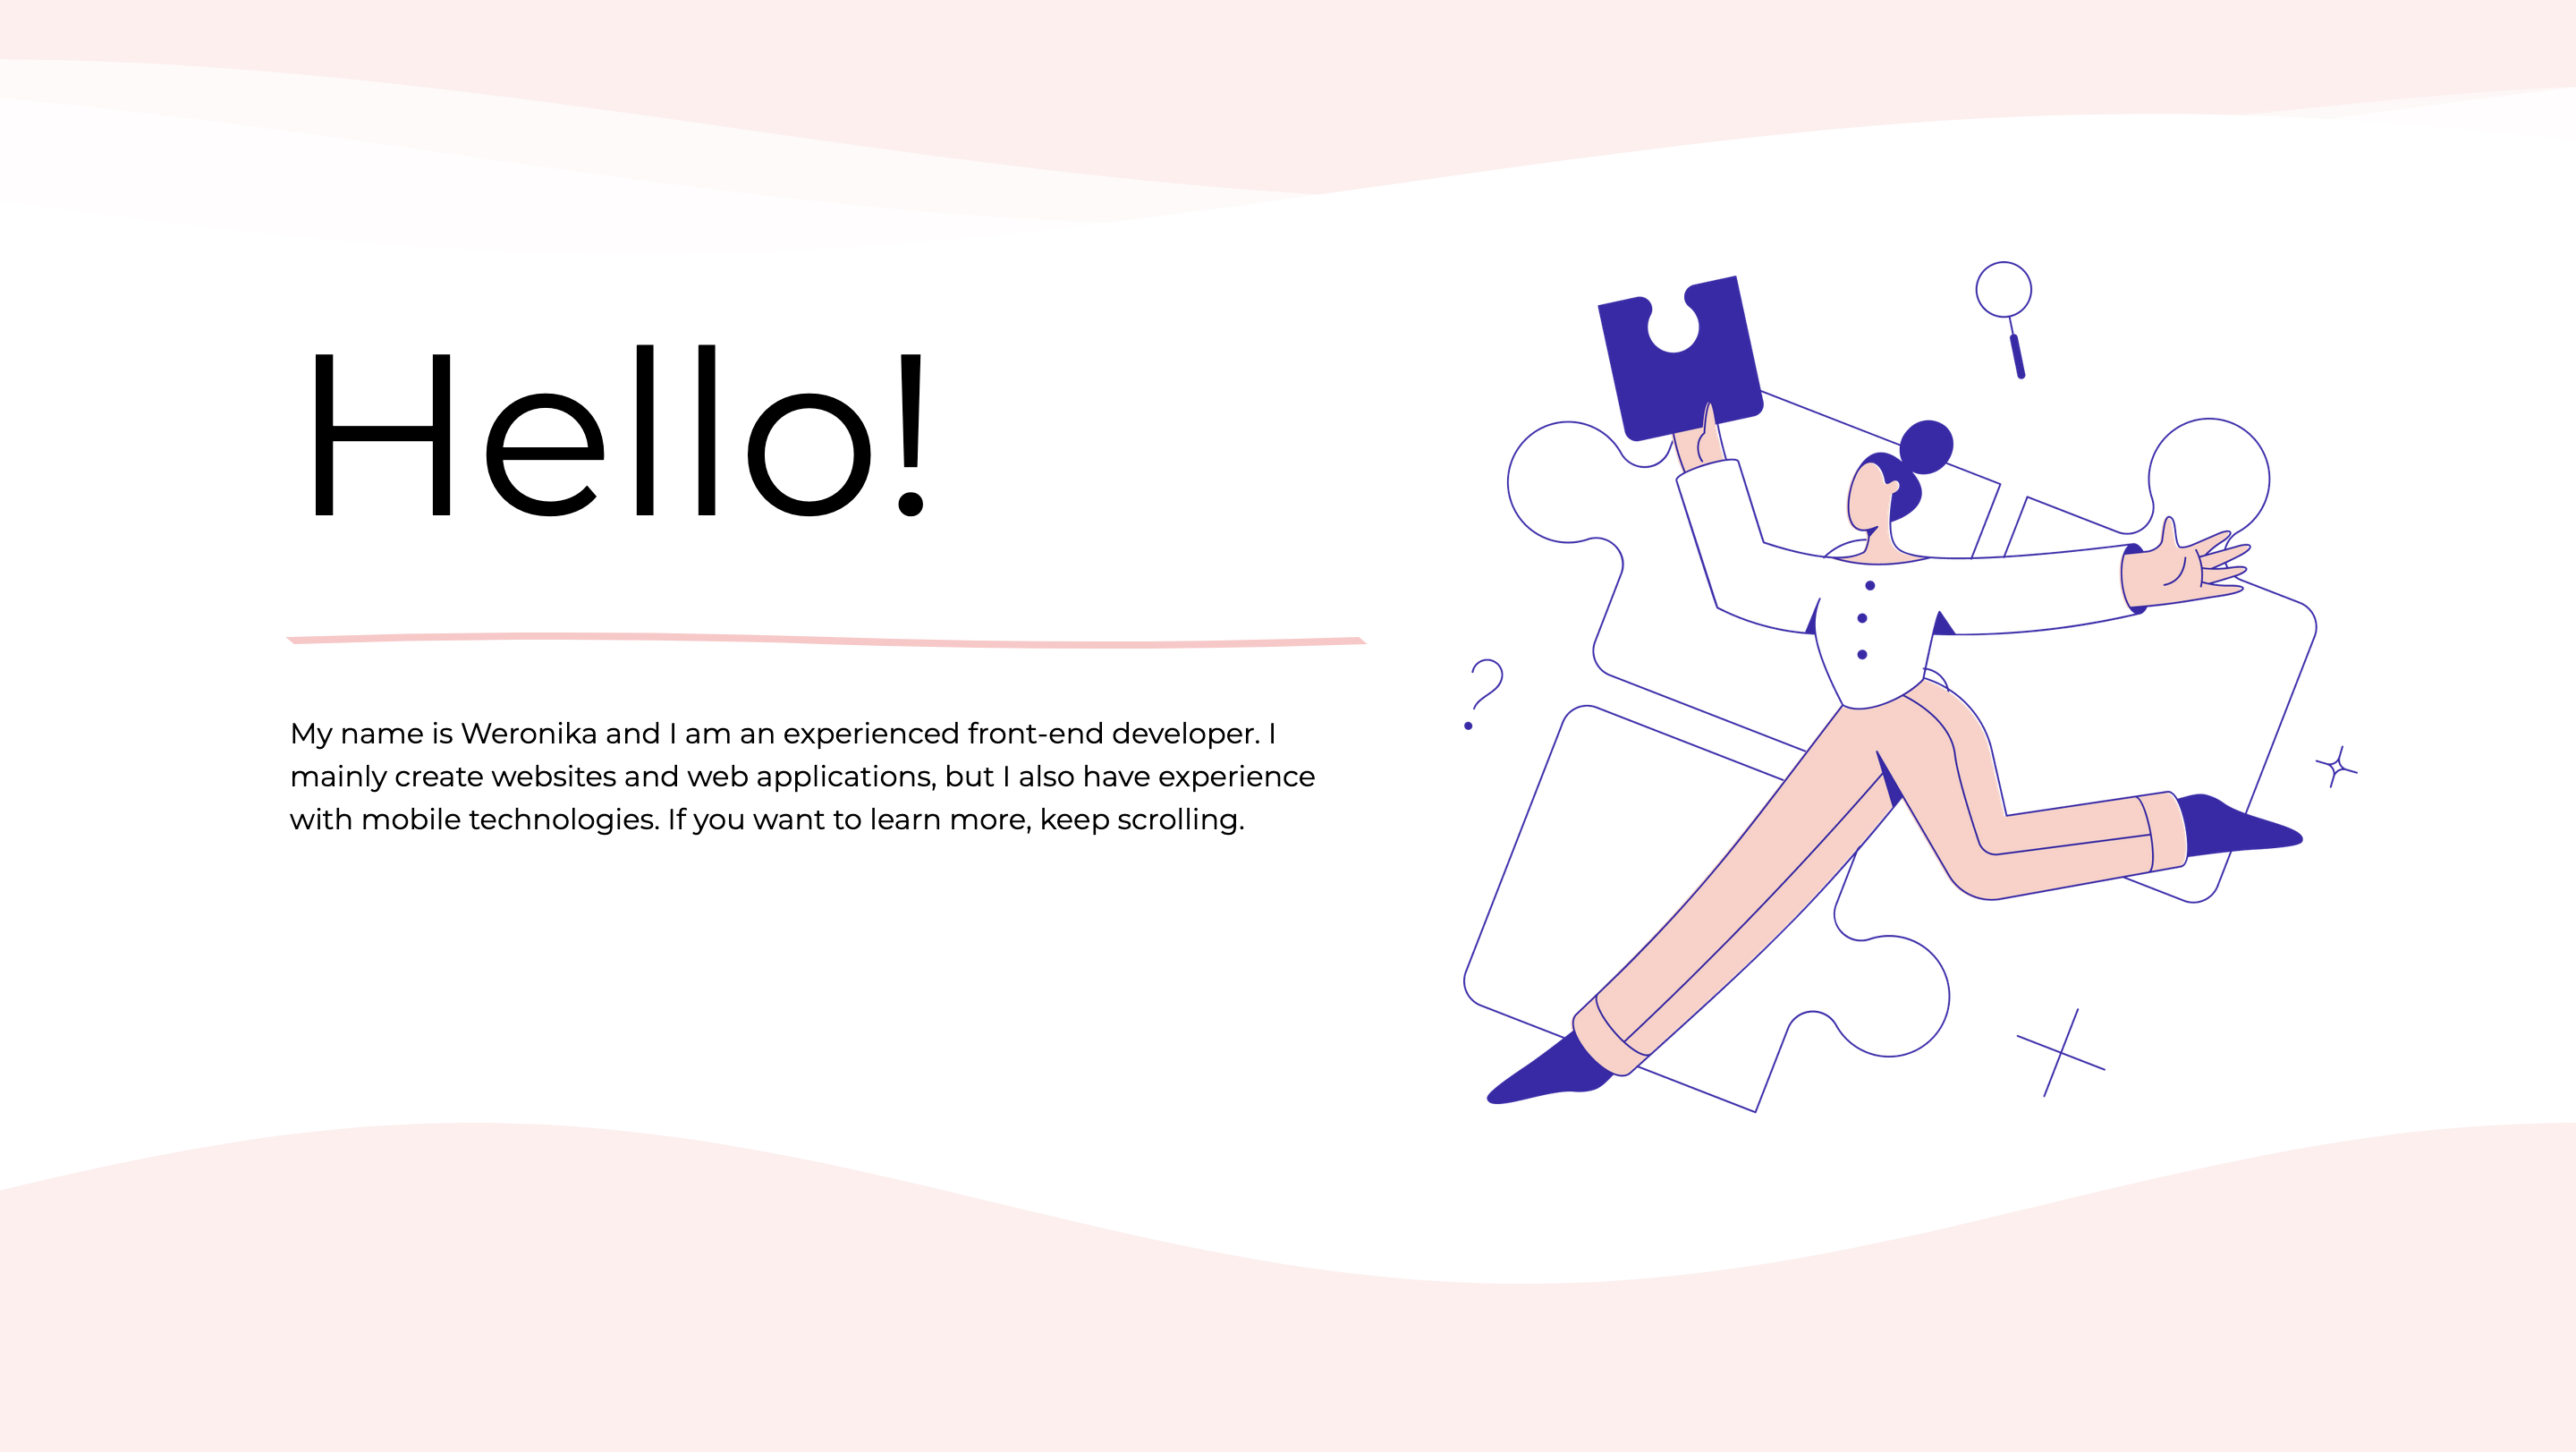 Hello!
My name is Weronika and I am an experienced front-end developer. I
mainly create websites and web applications, but I also have experience
with mobile technologies. If you want to learn more, keep scrolling.
?